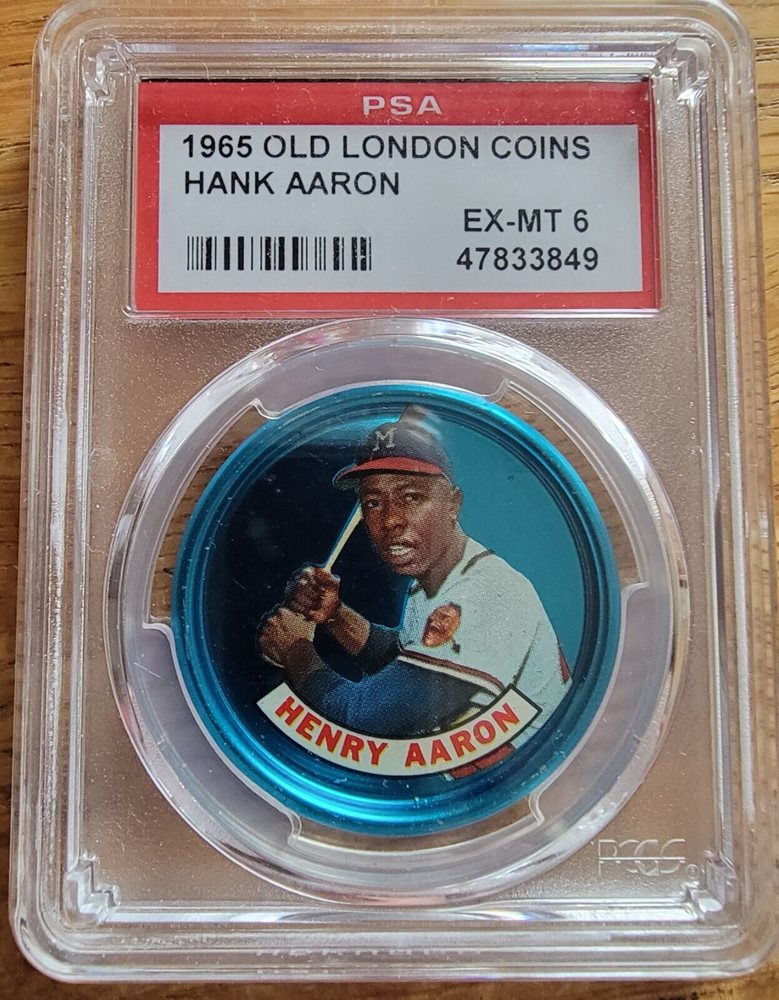 PSA
1965 OLD LONDON COINS
HANK AARON
EX-MT 6
47833849
M
HENRY AARON
PCGS